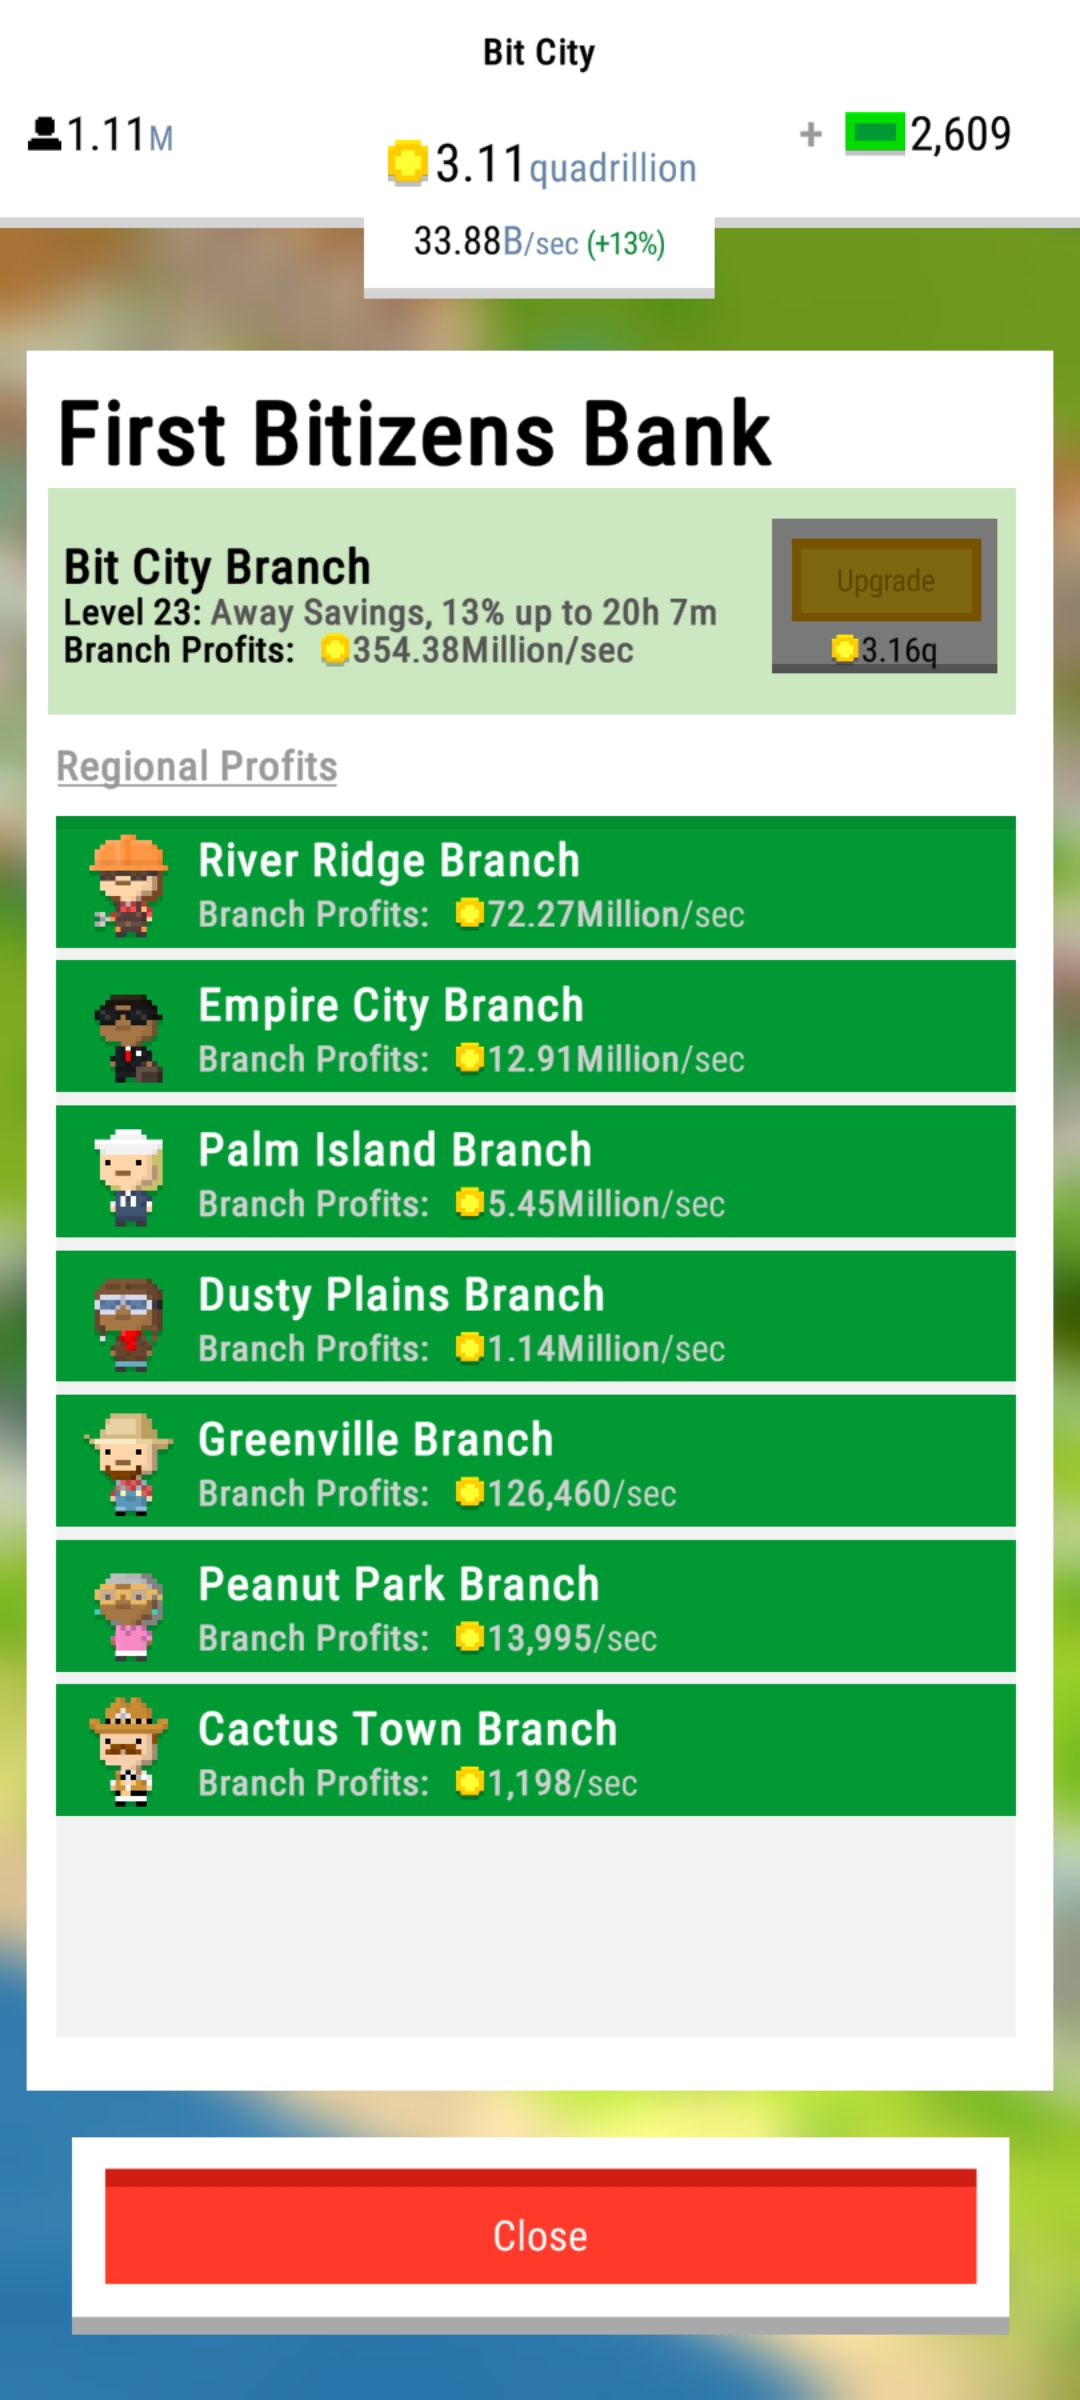 Bit City
1.11M
3.11quadrillion
+ 2,609
33.88B/sec (+13%)
First Bitizens Bank
Bit City Branch
Level 23: Away Savings, 13% up to 20h 7m
Branch Profits: 354.38Million/sec
Upgrade
3.16q
Regional Profits
River Ridge Branch
Branch Profits: 72.27Million/sec
Empire City Branch
Branch Profits: 12.91Million/sec
Palm Island Branch
Branch Profits: 5.45Million/sec
Dusty Plains Branch
Branch Profits: 1.14Million/sec
Greenville Branch
Branch Profits: 126,460/sec
Peanut Park Branch
Branch Profits: 13,995/sec
Cactus Town Branch
Branch Profits: 1,198/sec
Close